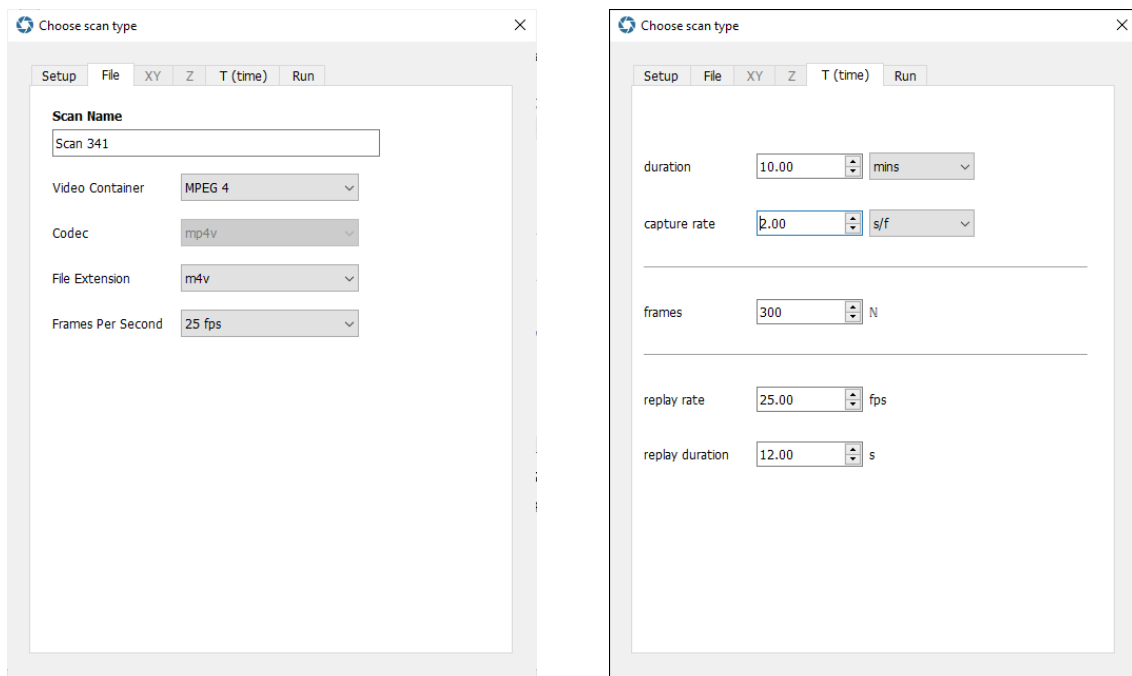 Choose scan type
Setup File XY Z T (time) Run
Scan Name
Scan 341
Video Container MPEG 4
Codec mp4v
File Extension m4v
Frames Per Second 25 fps
Choose scan type
Setup File XY Z T (time) Run
duration 10.00 mins
capture rate 2.00 s/f
frames 300 ℕ
replay rate 25.00 fps
replay duration 12.00 s